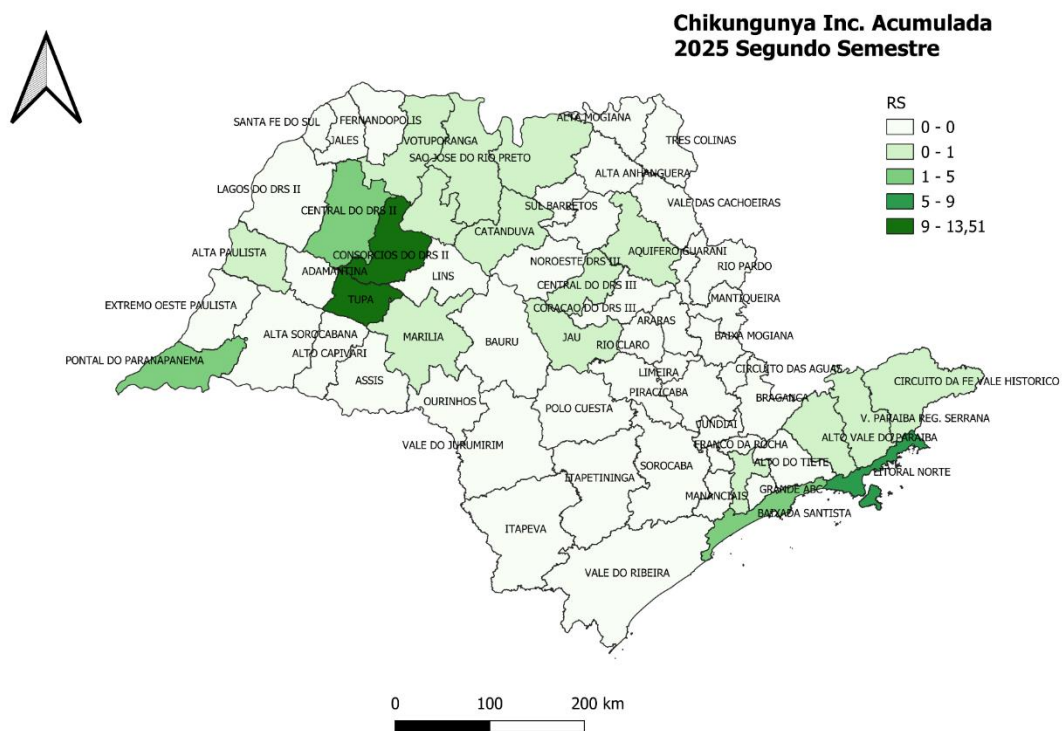 Chikungunya Inc. Acumulada
2025 Segundo Semestre
RS
0 - 0
0 - 1
1 - 5
5 - 9
9 - 13,51
SANTA FE DO SUL
FERNANDOPOLIS
JALES
VOTUPORANGA
ALTA MOGIANA
TRES COLINAS
SAO JOSE DO RIO PRETO
ALTA ANHANGUERA
LAGOS DO DRS II
CENTRAL DO DRS II
SUL BARRETOS
VALE DAS CACHOEIRAS
CATANDUVA
ALTA PAULISTA
CONSORCIOS DO DRS II
AQUIFERO GUARANI
NOROESTE DRS III
RIO PARDO
ADAMANTINA
LINS
CENTRAL DO DRS III
TUPA
MANTIQUEIRA
EXTREMO OESTE PAULISTA
CORAÇAO DO DRS III
ARARAS
ALTA SOROCABANA
MARILIA
BAURU
JAU
RIO CLARO
BAIXA MOGIANA
ALTO CAPIVARI
PONTAL DO PARANAPANEMA
ASSIS
LIMEIRA
CIRCUITO DAS AGUAS
CIRCUITO DA FE VALE HISTORICO
OURINHOS
POLO CUESTA
PIRACICABA
BRAGANÇA
V. PARAIBA REG. SERRANA
JUNDIAI
VALE DO JURUMIRIM
FRANCO DA ROCHA
ALTO VALE DO PARAIBA
SOROCABA
ALTO DO TIETE
LITORAL NORTE
ITAPETININGA
MANANCIAIS
GRANDE ABC
BAIXADA SANTISTA
ITAPEVA
VALE DO RIBEIRA
0 100 200 km